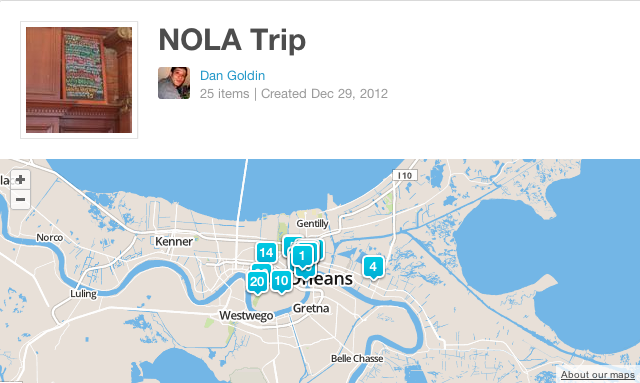 NOLA Trip
Dan Goldin
25 items | Created Dec 29, 2012
+
−
I 10
Gentilly
Norco
Kenner
14
1
4
20
10
Orleans
Luling
Westwego
Gretna
Belle Chasse
About our maps